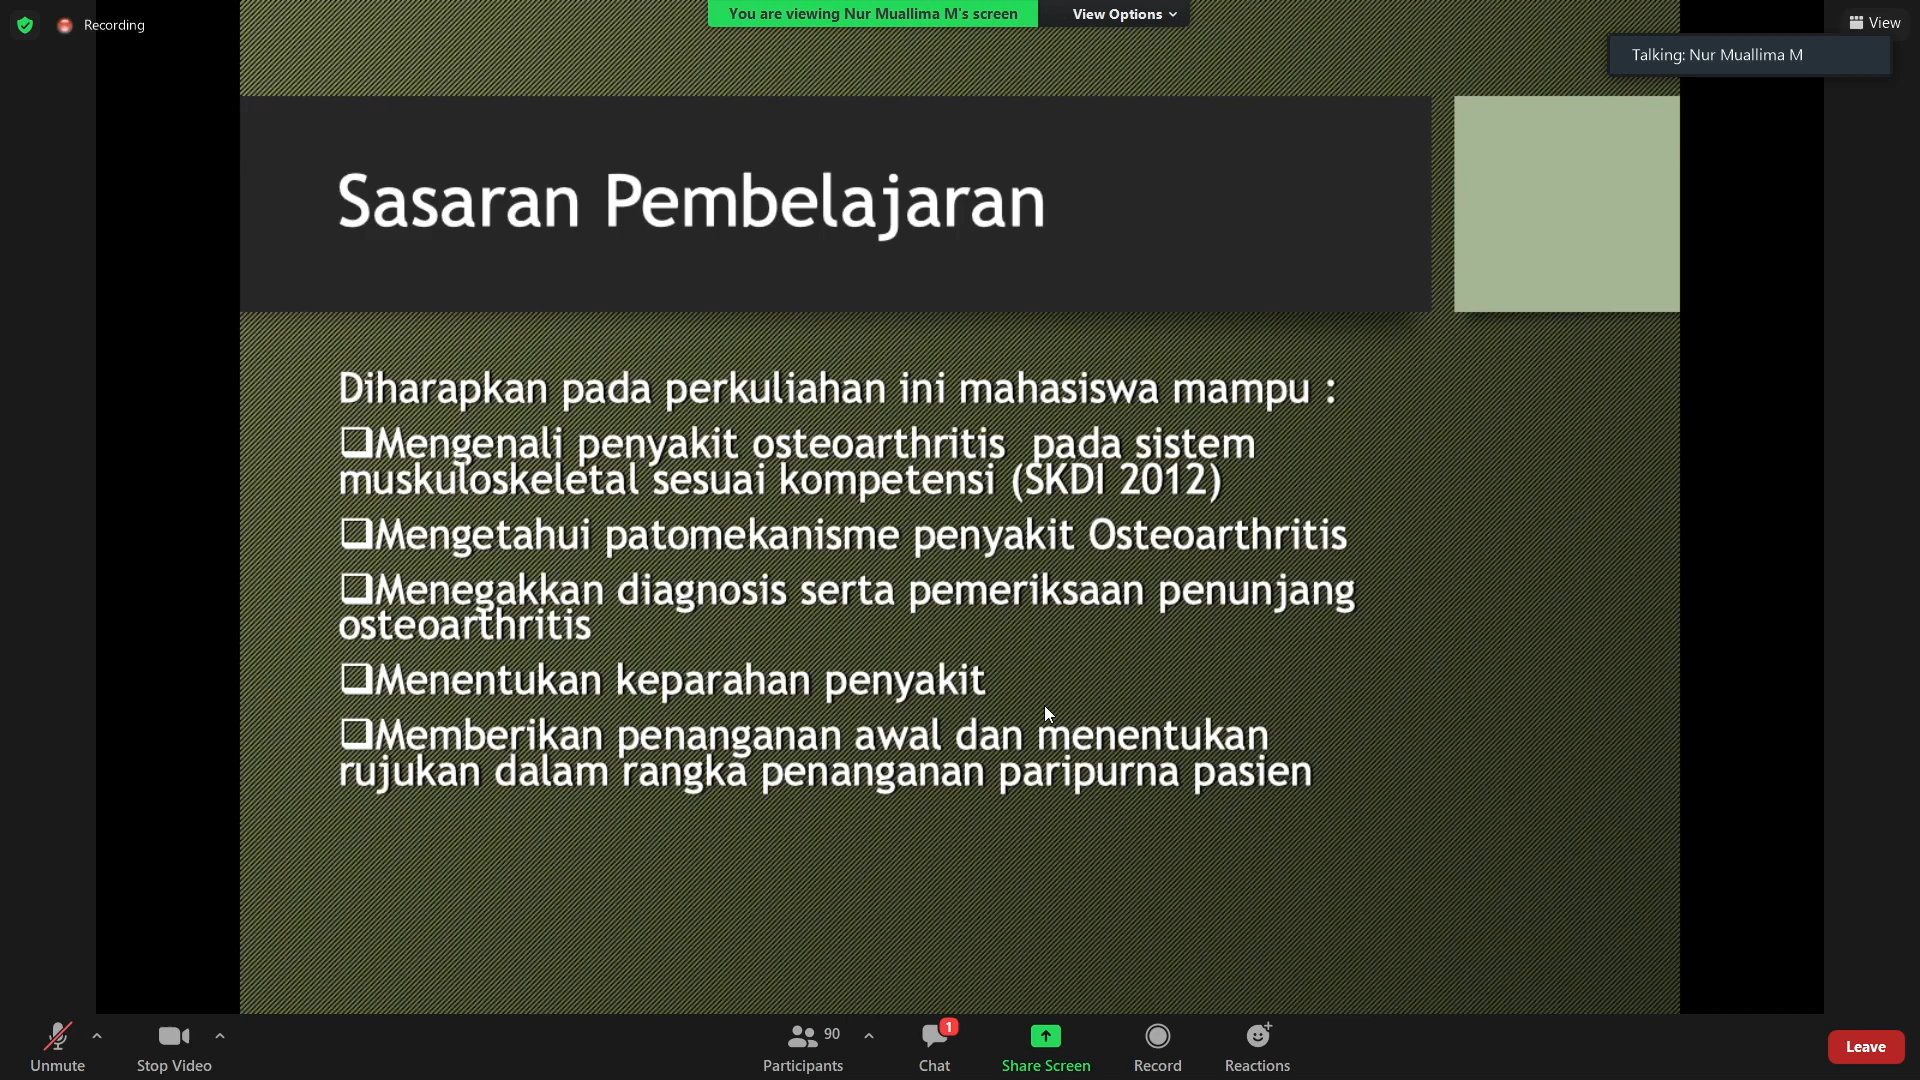 Recording
You are viewing Nur Muallima M's screen
View Options
View
Talking: Nur Muallima M
Sasaran Pembelajaran
Diharapkan pada perkuliahan ini mahasiswa mampu :
❑Mengenali penyakit osteoarthritis pada sistem
muskuloskeletal sesuai kompetensi (SKDI 2012)
❑Mengetahui patomekanisme penyakit Osteoarthritis
❑Menegakkan diagnosis serta pemeriksaan penunjang
osteoarthritis
❑Menentukan keparahan penyakit
❑Memberikan penanganan awal dan menentukan
rujukan dalam rangka penanganan paripurna pasien
90
1
Unmute
Stop Video
Participants
Chat
Share Screen
Record
Reactions
Leave